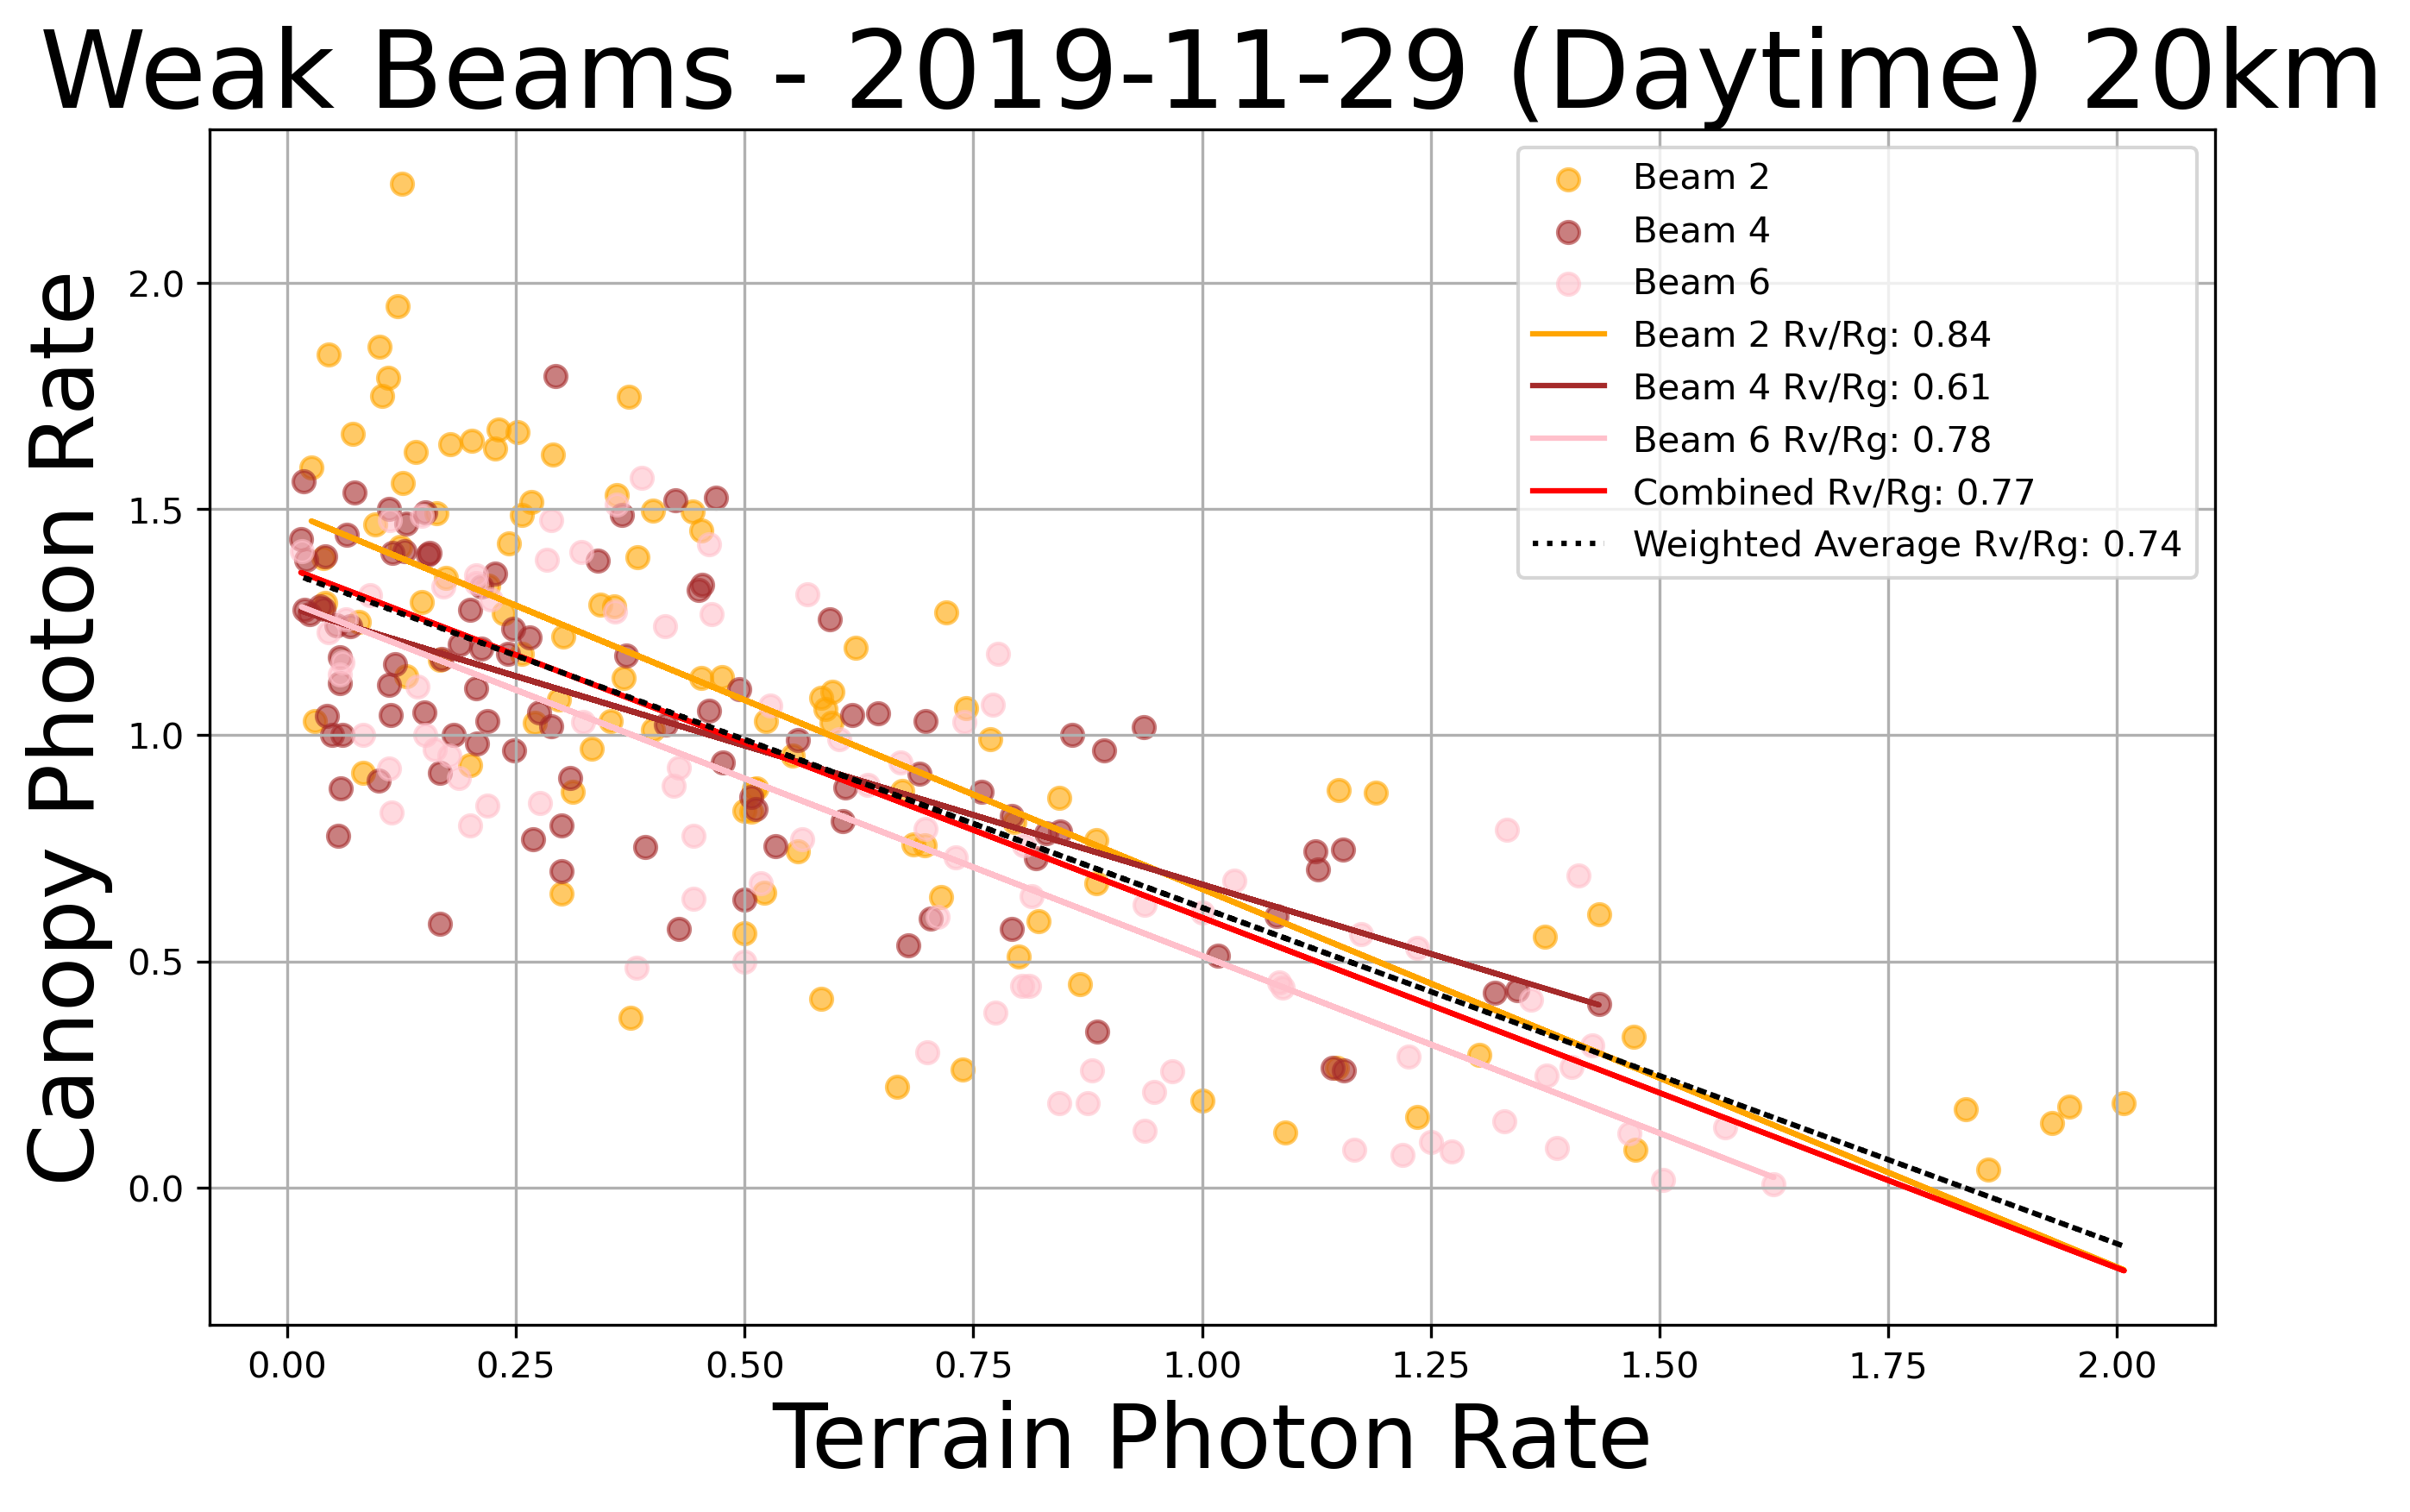 Weak Beams - 2019-11-29 (Daytime) 20km
Beam 2
Beam 4
Beam 6
Beam 2 Rv/Rg: 0.84
Beam 4 Rv/Rg: 0.61
Beam 6 Rv/Rg: 0.78
Combined Rv/Rg: 0.77
Weighted Average Rv/Rg: 0.74
Canopy Photon Rate
2.0
1.5
1.0
0.5
0.0
0.00 0.25 0.50 0.75 1.00 1.25 1.50 1.75 2.00
Terrain Photon Rate